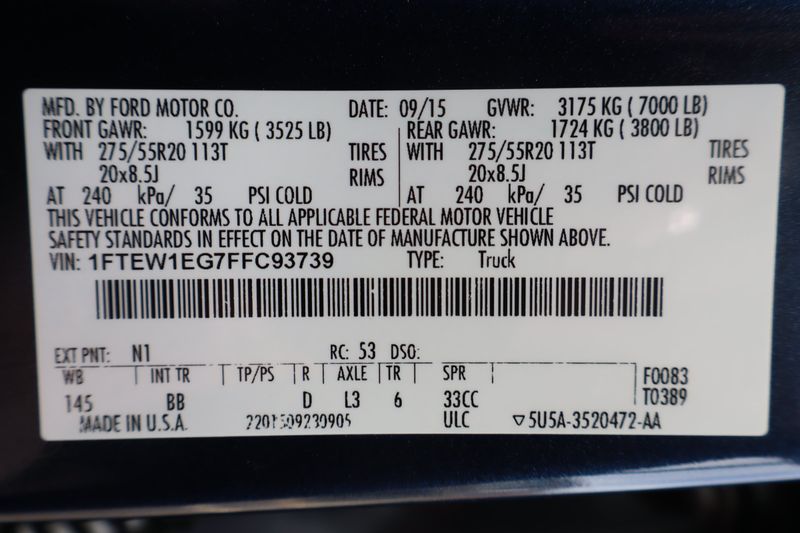 MFD. BY FORD MOTOR CO. DATE: 09/15 GVWR: 3175 KG ( 7000 LB)
FRONT GAWR: 1599 KG ( 3525 LB) REAR GAWR: 1724 KG ( 3800 LB)
WITH 275/55R20 113T TIRES WITH 275/55R20 113T TIRES
20x8.5J RIMS 20x8.5J RIMS
AT 240 kPa/ 35 PSI COLD AT 240 kPa/ 35 PSI COLD
THIS VEHICLE CONFORMS TO ALL APPLICABLE FEDERAL MOTOR VEHICLE
SAFETY STANDARDS IN EFFECT ON THE DATE OF MANUFACTURE SHOWN ABOVE.
VIN: 1FTEW1EG7FFC93739 TYPE: Truck
EXT PNT: N1 RC: 53 DSO:
WB INT TR TP/PS R AXLE TR SPR F0083
145 BB D L3 6 33CC T0389
MADE IN U.S.A. 2201509230905 ULC ▽5U5A-3520472-AA